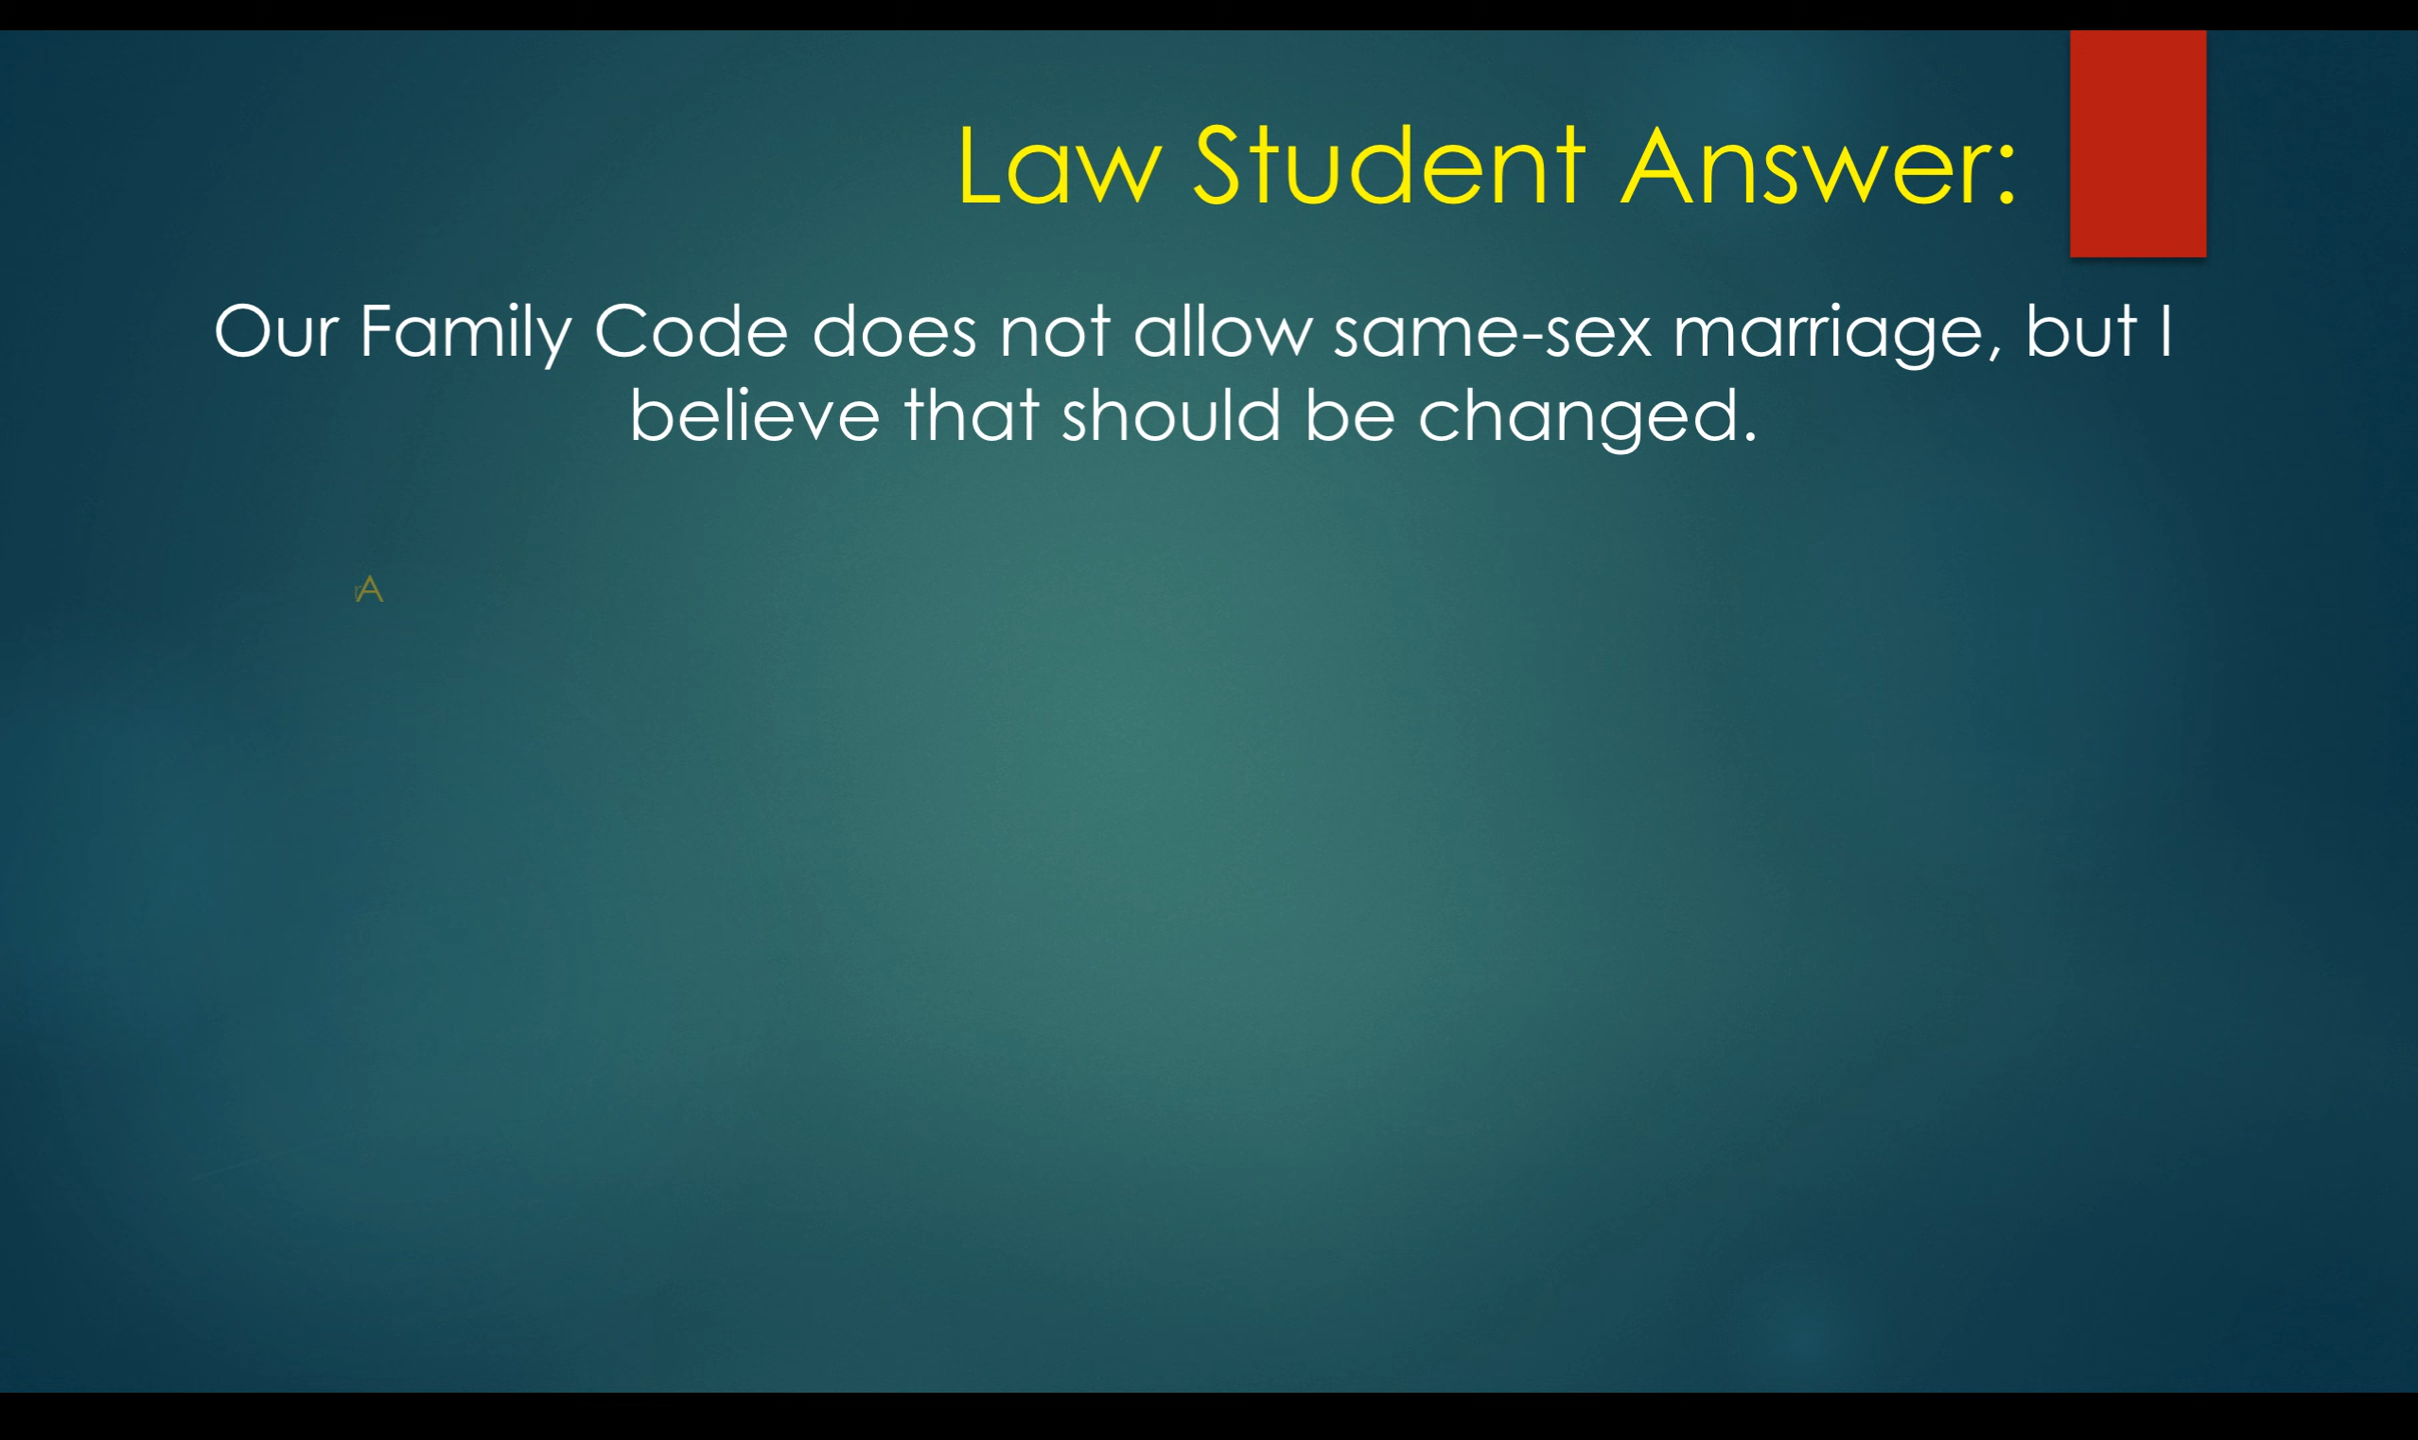 Law Student Answer:
Our Family Code does not allow same-sex marriage, but I
believe that should be changed.
A